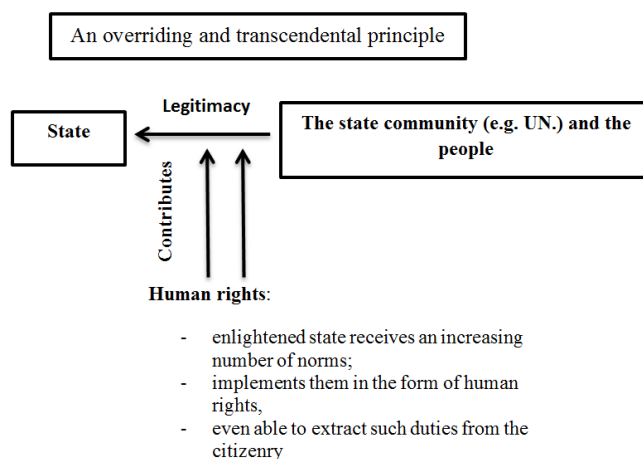 An overriding and transcendental principle
Legitimacy
State
The state community (e.g. UN.) and the
people
Contributes
Human rights:
- enlightened state receives an increasing
number of norms;
- implements them in the form of human
rights,
- even able to extract such duties from the
citizenry